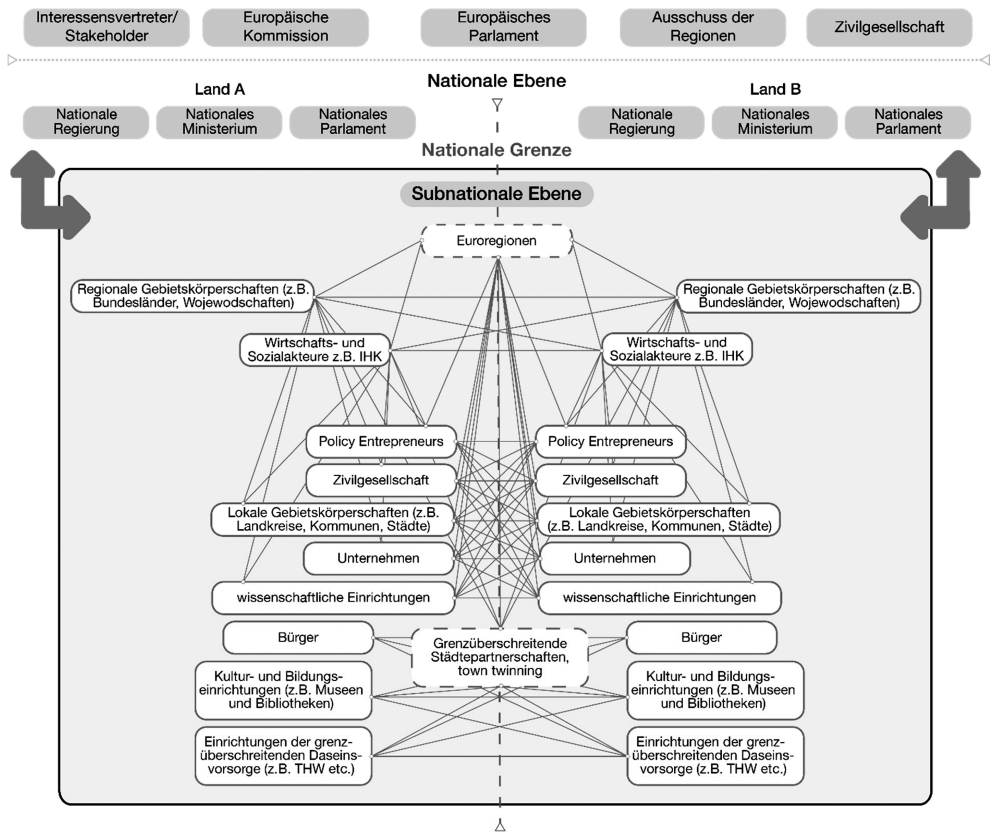 Interessensvertreter/
Stakeholder
Europäische
Kommission
Europäisches
Parlament
Ausschuss der
Regionen
Zivilgesellschaft
Nationale Ebene
Land A
Land B
Nationale
Regierung
Nationales
Ministerium
Nationales
Parlament
Nationale
Regierung
Nationales
Ministerium
Nationales
Parlament
Nationale Grenze
Subnationale Ebene
Euroregionen
Regionale Gebietskörperschaften (z.B.
Bundesländer, Wojewodschaften)
Regionale Gebietskörperschaften (z.B.
Bundesländer, Wojewodschaften)
Wirtschafts- und
Sozialakteure z.B. IHK
Wirtschafts- und
Sozialakteure z.B. IHK
Policy Entrepreneurs
Policy Entrepreneurs
Zivilgesellschaft
Zivilgesellschaft
Lokale Gebietskörperschaften (z.B.
Landkreise, Kommunen, Städte)
Lokale Gebietskörperschaften
(z.B. Landkreise, Kommunen, Städte)
Unternehmen
Unternehmen
wissenschaftliche Einrichtungen
wissenschaftliche Einrichtungen
Bürger
Grenzüberschreitende
Städtepartnerschaften,
town twinning
Bürger
Kultur- und Bildungs-
einrichtungen (z.B. Museen
und Bibliotheken)
Kultur- und Bildungs-
einrichtungen (z.B. Museen
und Bibliotheken)
Einrichtungen der grenz-
überschreitenden Daseins-
vorsorge (z.B. THW etc.)
Einrichtungen der grenz-
überschreitenden Daseins-
vorsorge (z.B. THW etc.)